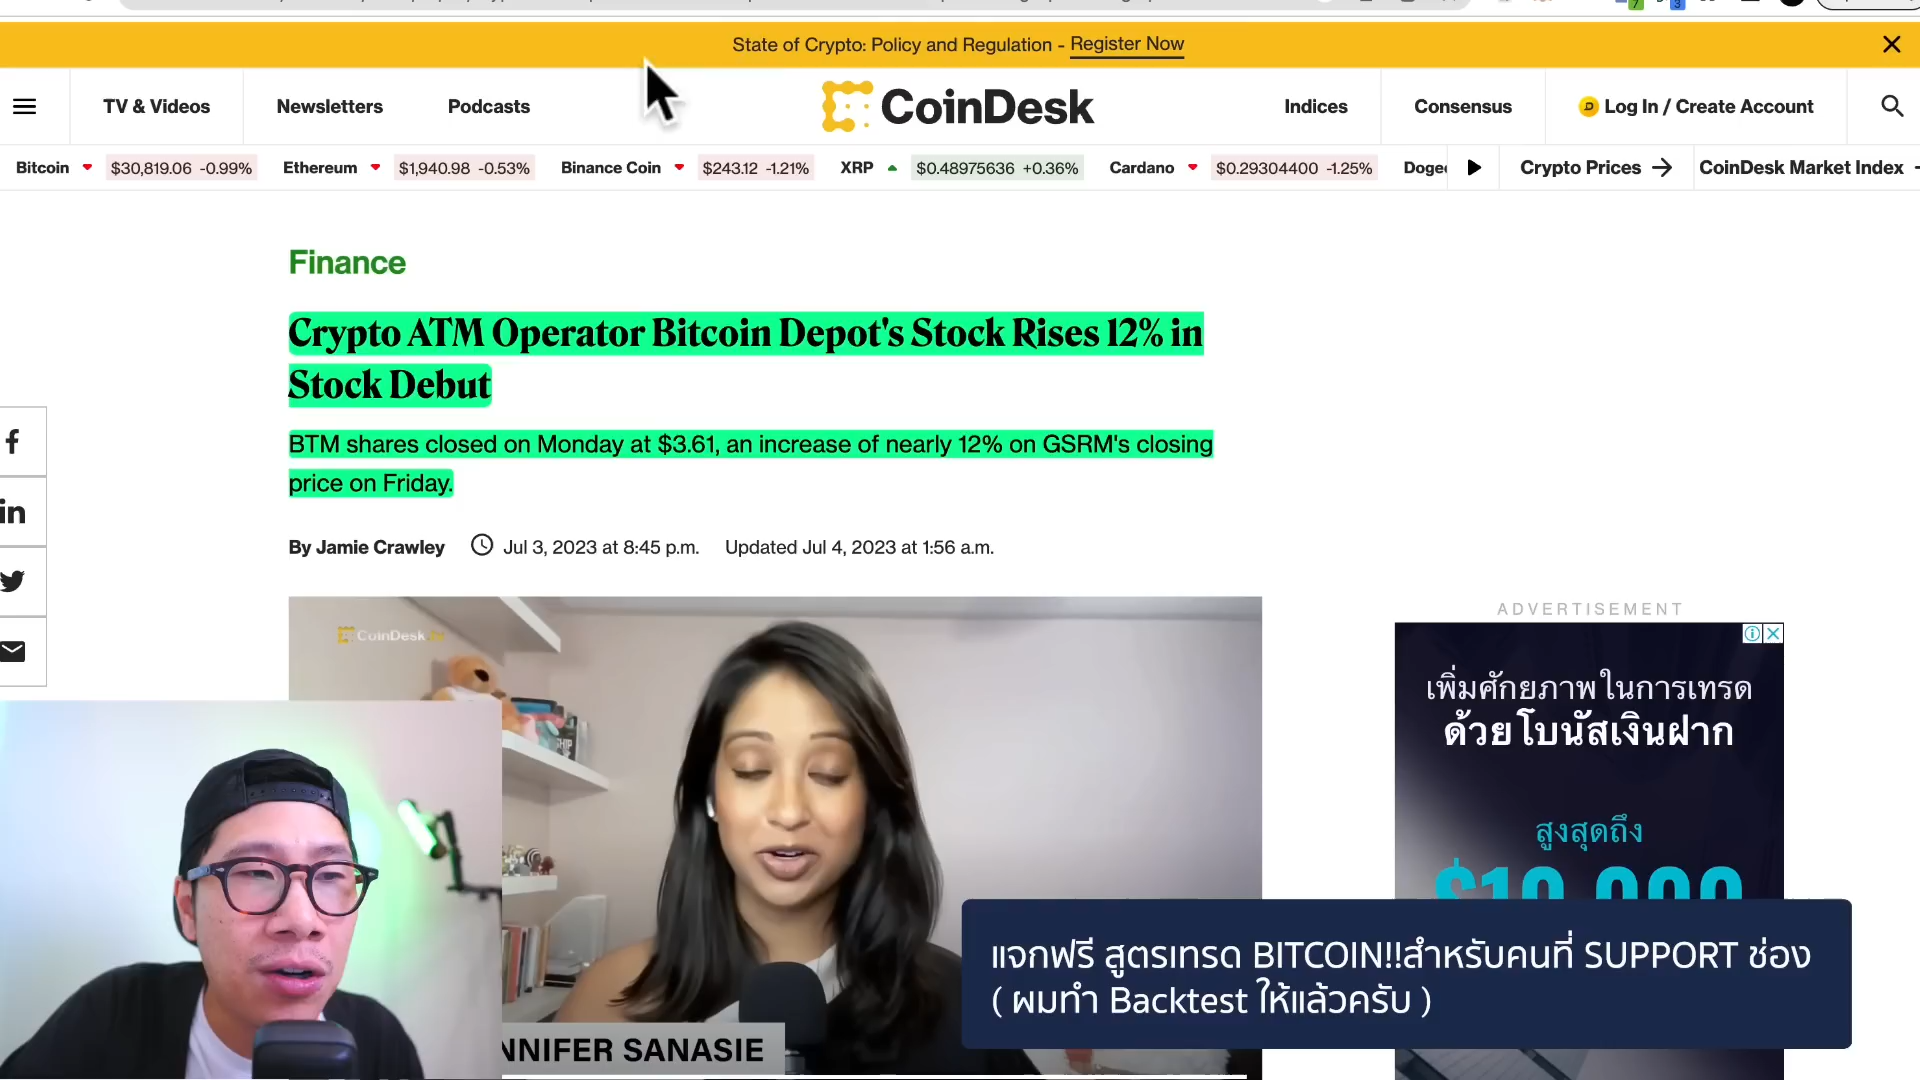 State of Crypto: Policy and Regulation - Register Now
TV & Videos
Newsletters
Podcasts
CoinDesk
Indices
Consensus
Log In / Create Account
Bitcoin $30,819.06 -0.99%
Ethereum $1,940.98 -0.53%
Binance Coin $243.12 -1.21%
XRP $0.48975636 +0.36%
Cardano $0.29304400 -1.25%
Crypto Prices
CoinDesk Market Index
Finance
Crypto ATM Operator Bitcoin Depot's Stock Rises 12% in
Stock Debut
BTM shares closed on Monday at $3.61, an increase of nearly 12% on GSRM's closing
price on Friday.
By Jamie Crawley Jul 3, 2023 at 8:45 p.m. Updated Jul 4, 2023 at 1:56 a.m.
CoinDesk
NNIFER SANASIE
ADVERTISEMENT
เพิ่มศักยภาพในการเทรด
ด้วยโบนัสเงินฝาก
สูงสุดถึง
$10,000
แจกฟรี สูตรเทรด BITCOIN!!สำหรับคนที่ SUPPORT ช่อง
( ผมทำ Backtest ให้แล้วครับ )